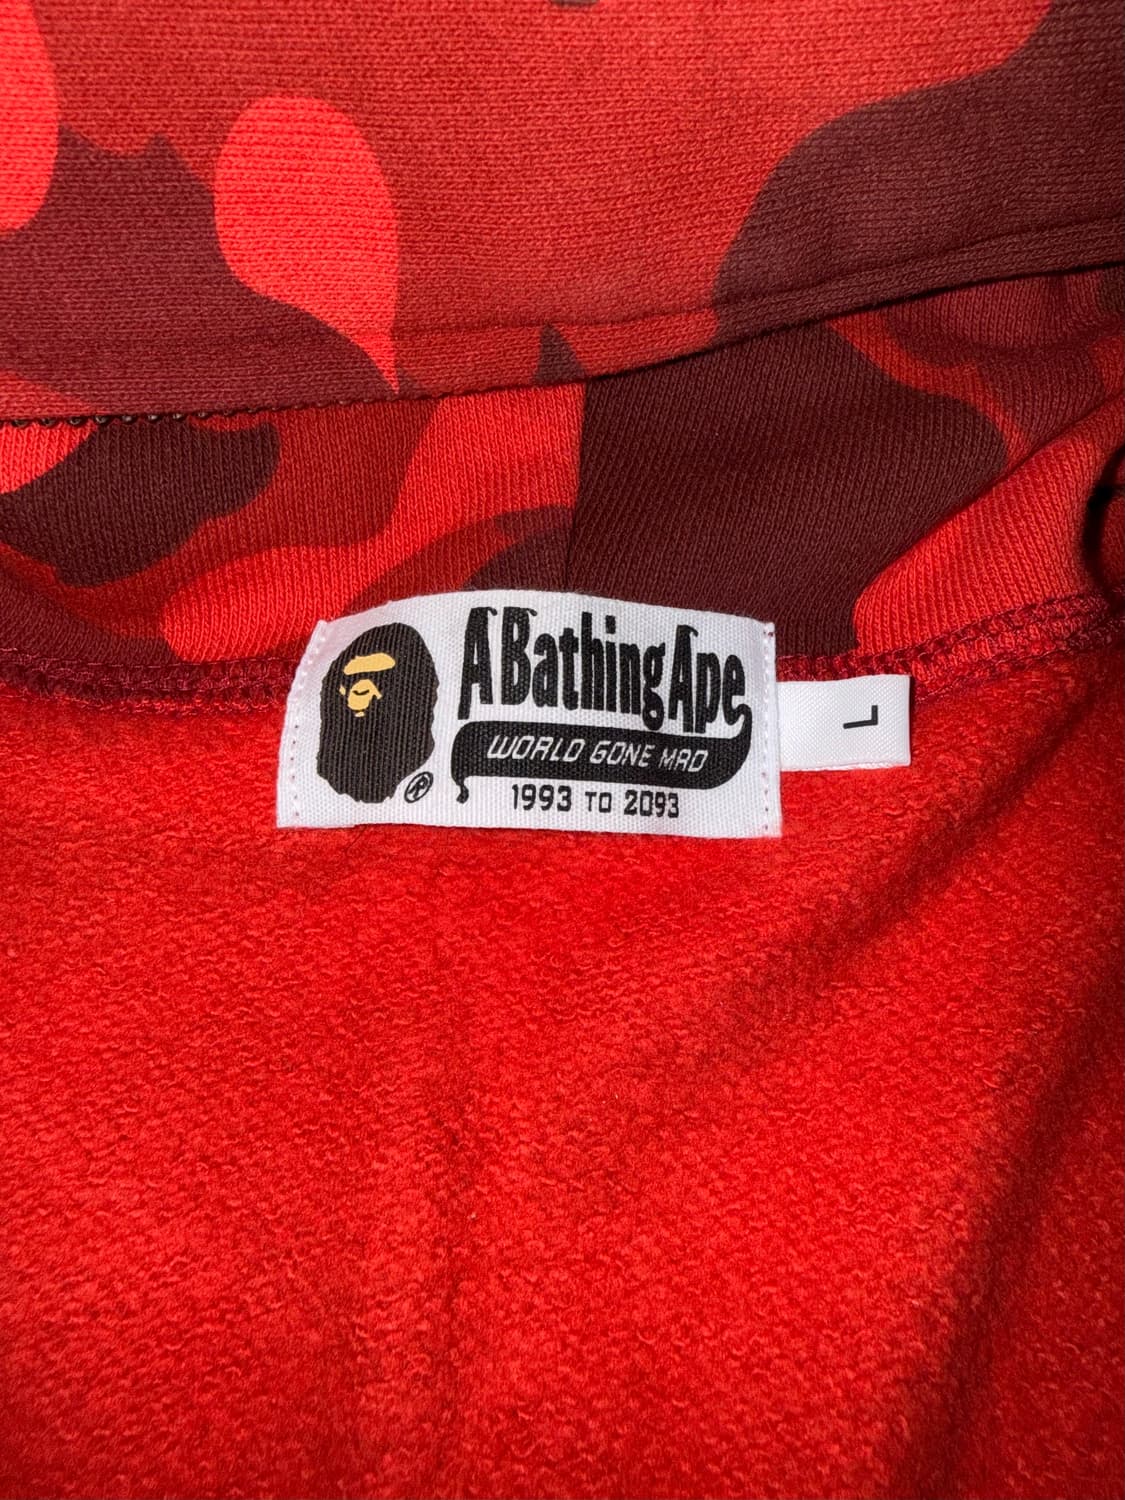 A Bathing Ape
WORLD GONE MAD
1993 TO 2093
®
L